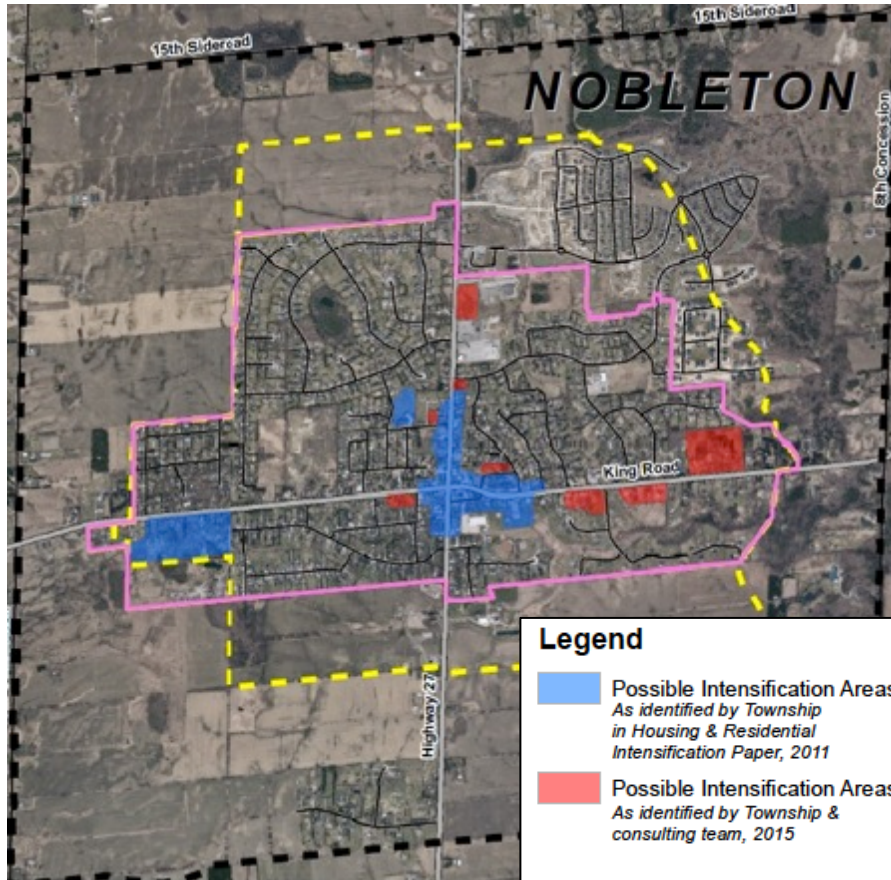 15th Sideroad
15th Sideroad
NOBLETON
8th Concession
King Road
Highway 27
Legend
Possible Intensification Areas
As identified by Township
in Housing & Residential
Intensification Paper, 2011
Possible Intensification Areas
As identified by Township &
consulting team, 2015